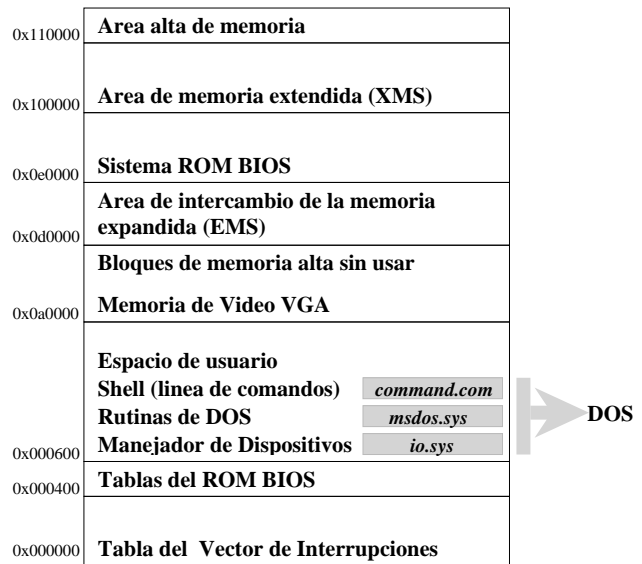 0x110000 Area alta de memoria
0x100000 Area de memoria extendida (XMS)
0x0e0000 Sistema ROM BIOS
Area de intercambio de la memoria
0x0d0000 expandida (EMS)
Bloques de memoria alta sin usar
0x0a0000 Memoria de Video VGA
Espacio de usuario
Shell (linea de comandos) command.com
Rutinas de DOS msdos.sys DOS
0x000600 Manejador de Dispositivos io.sys
0x000400 Tablas del ROM BIOS
0x000000 Tabla del Vector de Interrupciones